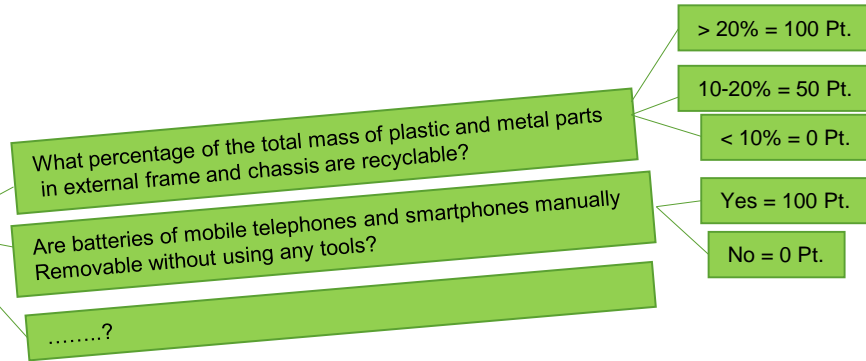 What percentage of the total mass of plastic and metal parts
in external frame and chassis are recyclable?
> 20% = 100 Pt.
10-20% = 50 Pt.
< 10% = 0 Pt.
Are batteries of mobile telephones and smartphones manually
Removable without using any tools?
Yes = 100 Pt.
No = 0 Pt.
……..?